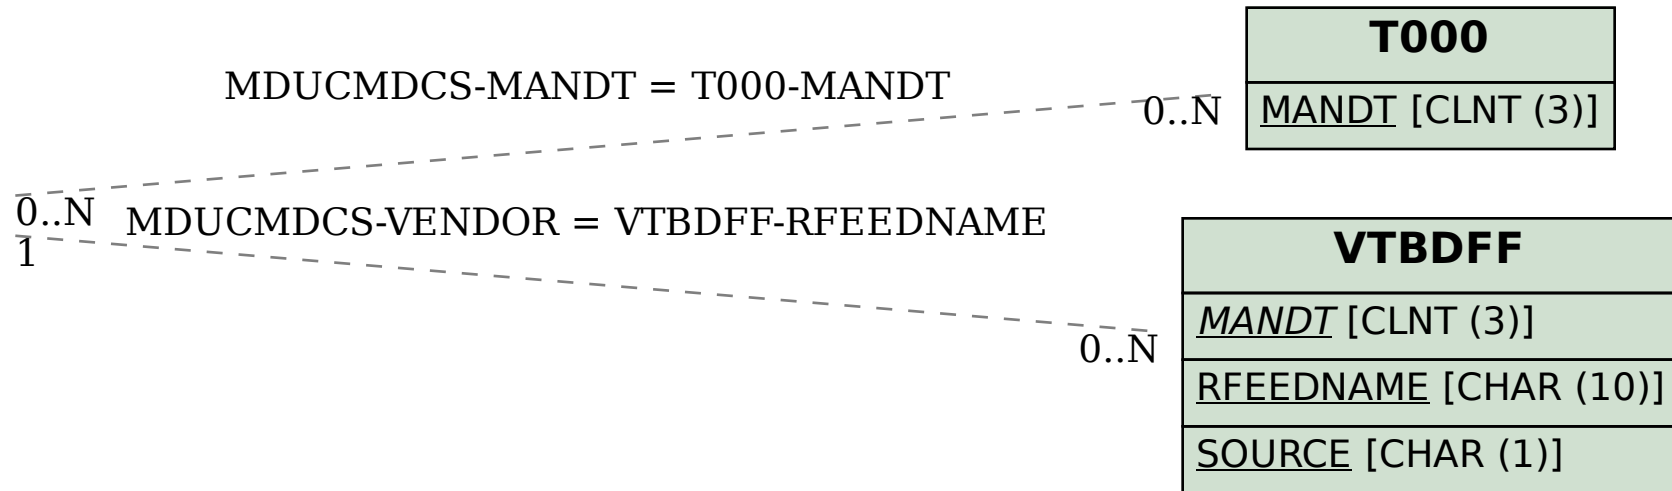 T000
MDUCMDCS-MANDT = T000-MANDT
0..N
MANDT [CLNT (3)]
0..N
MDUCMDCS-VENDOR = VTBDFF-RFEEDNAME
1
VTBDFF
MANDT [CLNT (3)]
0..N
RFEEDNAME [CHAR (10)]
SOURCE [CHAR (1)]